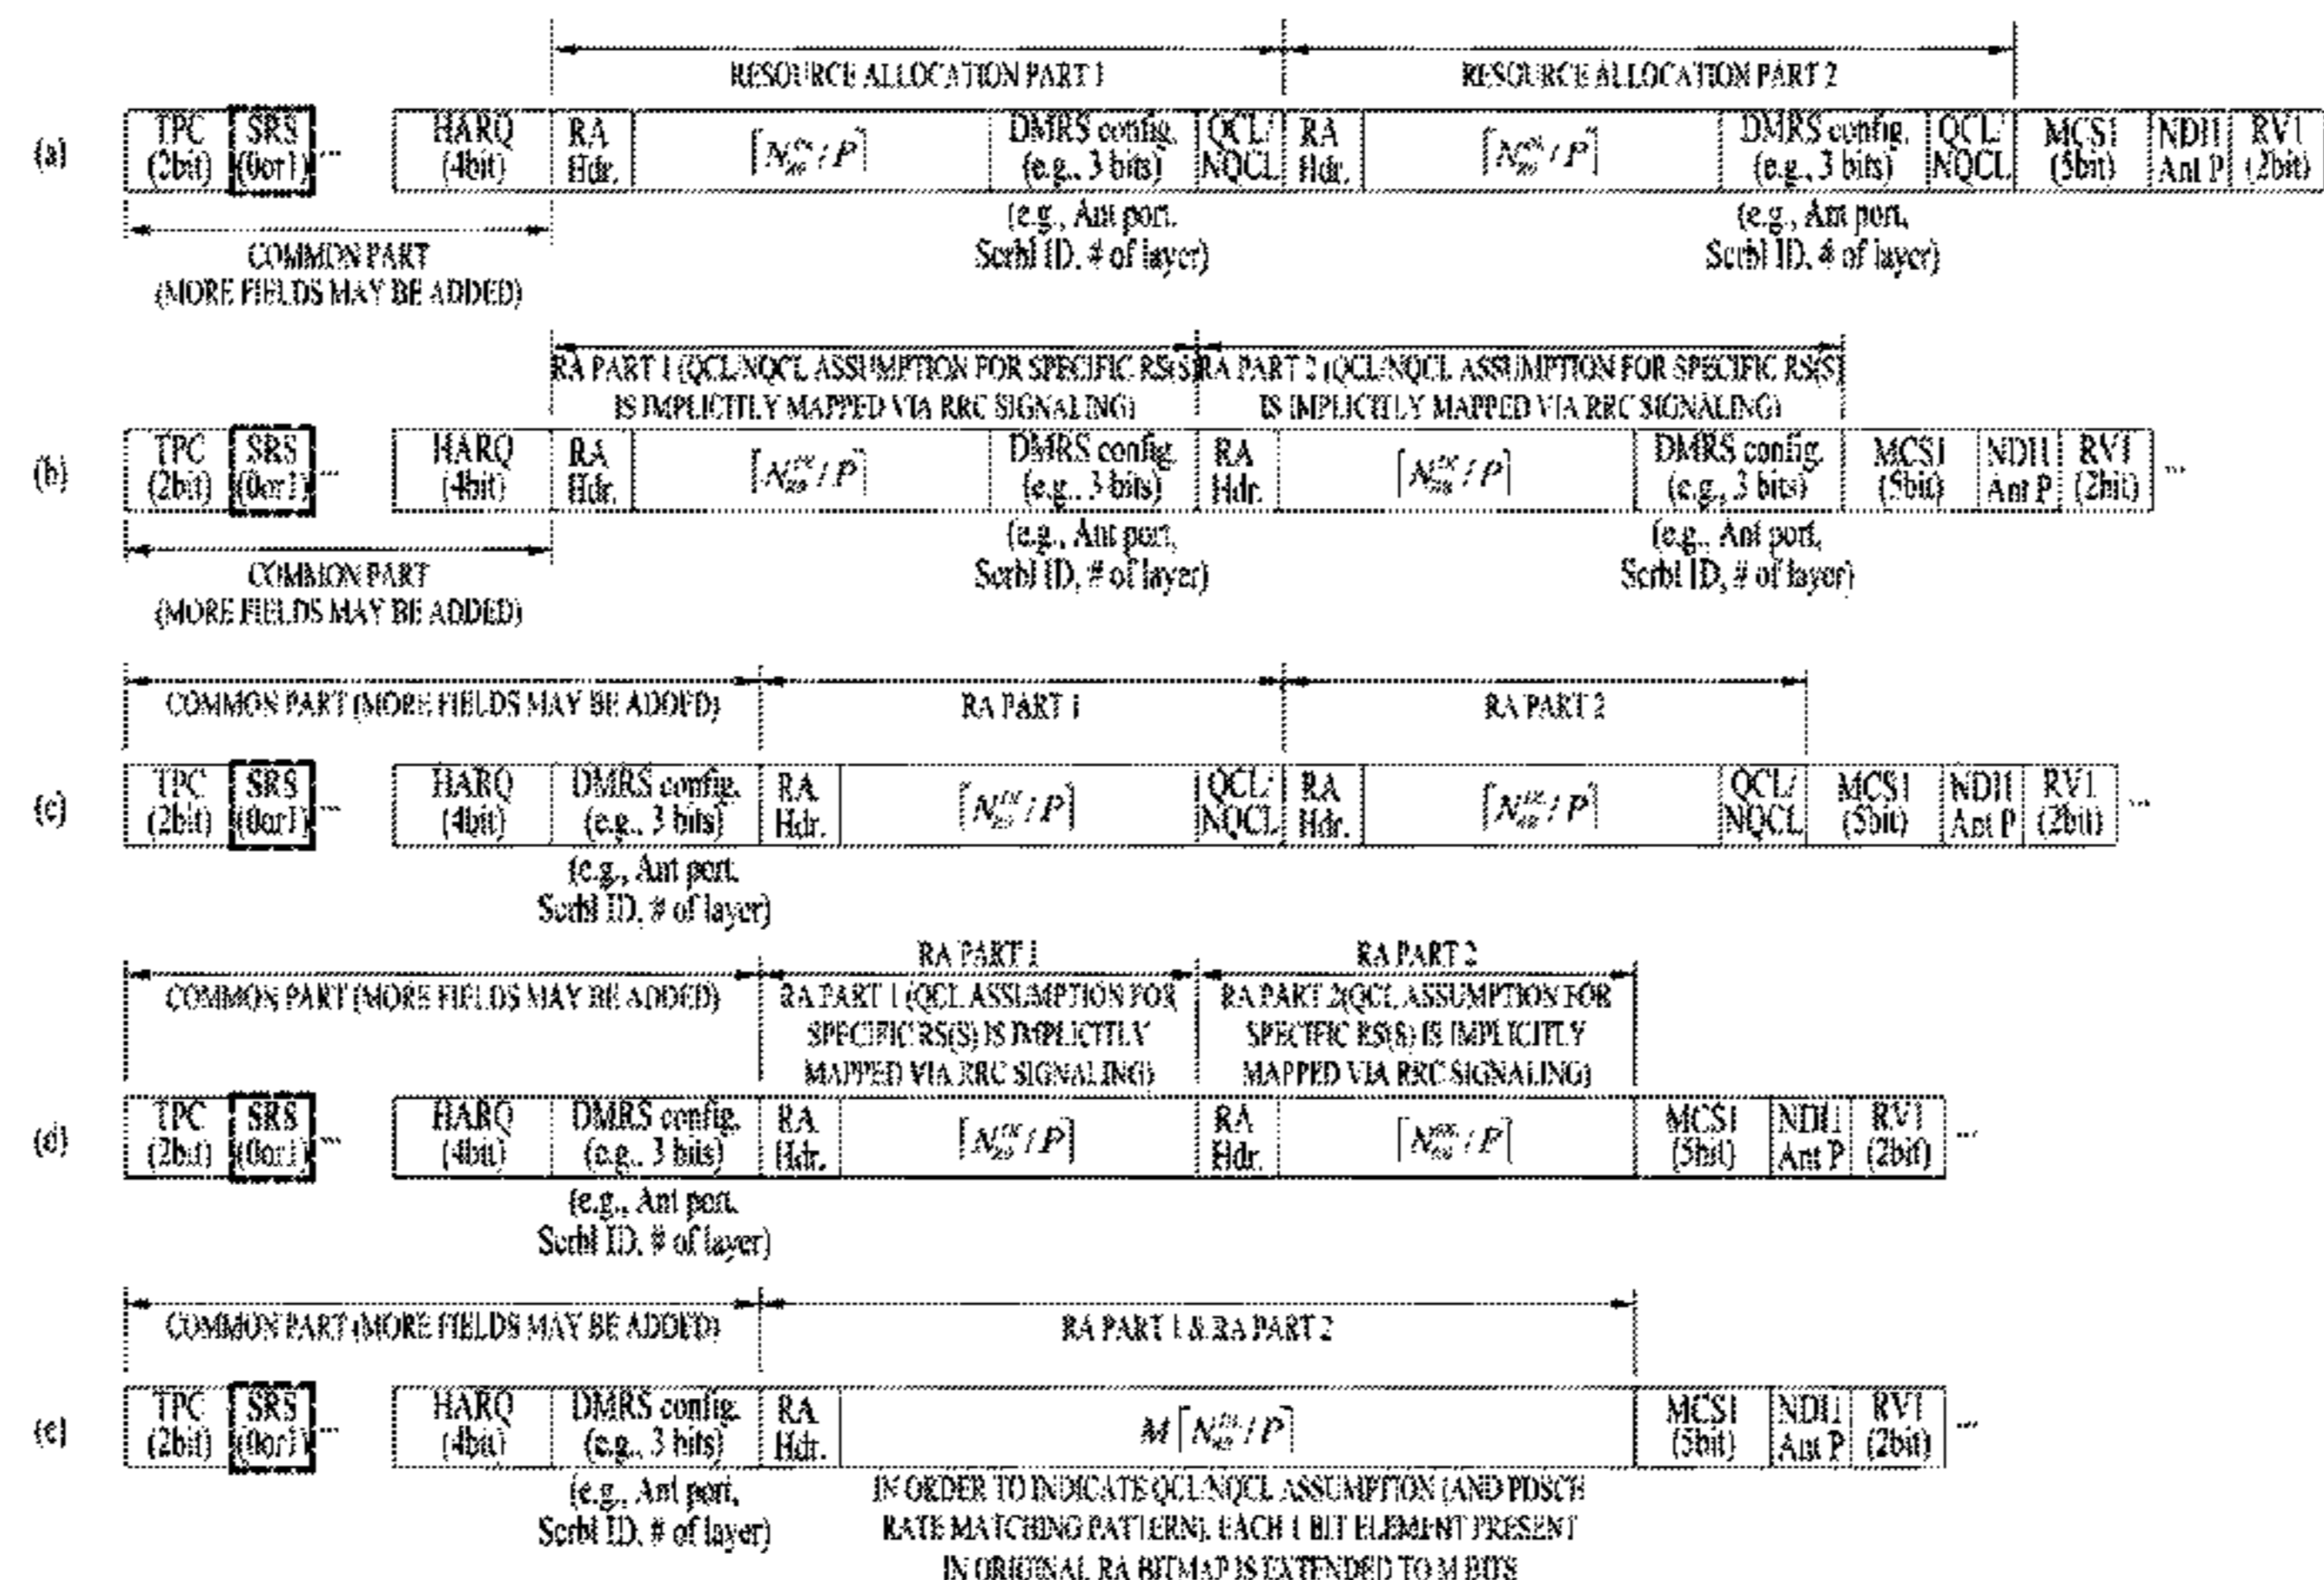 RESOURCE ALLOCATION PART 1 RESOURCE ALLOCATION PART 2
(a) TPC SRS HARQ RA ⌈N /P⌉ DMRS config. QCL/ RA ⌈N /P⌉ DMRS config. QCL/ MCS1 NDI1 RV1
(2bit) (0or1) ... (4bit) Hdr. (e.g., 3 bits) NQCL Hdr. (e.g., 3 bits) NQCL (5bit) Ant P (2bit)
(e.g., Ant port, (e.g., Ant port,
COMMON PART Scrbl ID, # of layer) Scrbl ID, # of layer)
(MORE FIELDS MAY BE ADDED)
RA PART 1 (QCL/NQCL ASSUMPTION FOR SPECIFIC RS(S) RA PART 2 (QCL/NQCL ASSUMPTION FOR SPECIFIC RS(S)
IS IMPLICITLY MAPPED VIA RRC SIGNALING) IS IMPLICITLY MAPPED VIA RRC SIGNALING)
(b) TPC SRS HARQ RA ⌈N /P⌉ DMRS config. RA ⌈N /P⌉ DMRS config. MCS1 NDI1 RV1
(2bit) (0or1) ... (4bit) Hdr. (e.g., 3 bits) Hdr. (e.g., 3 bits) (5bit) Ant P (2bit) ...
(e.g., Ant port, (e.g., Ant port,
COMMON PART Scrbl ID, # of layer) Scrbl ID, # of layer)
(MORE FIELDS MAY BE ADDED)
COMMON PART (MORE FIELDS MAY BE ADDED) RA PART 1 RA PART 2
(c) TPC SRS HARQ DMRS config. RA ⌈N /P⌉ QCL/ RA ⌈N /P⌉ QCL/ MCS1 NDI1 RV1
(2bit) (0or1) ... (4bit) (e.g., 3 bits) Hdr. NQCL Hdr. NQCL (5bit) Ant P (2bit) ...
(e.g., Ant port,
Scrbl ID, # of layer)
RA PART 1 RA PART 2
COMMON PART (MORE FIELDS MAY BE ADDED) RA PART 1 (QCL ASSUMPTION FOR RA PART 2(QCL ASSUMPTION FOR
SPECIFIC RS(S) IS IMPLICITLY SPECIFIC RS(S) IS IMPLICITLY
MAPPED VIA RRC SIGNALING) MAPPED VIA RRC SIGNALING)
(d) TPC SRS HARQ DMRS config. RA ⌈N /P⌉ RA ⌈N /P⌉ MCS1 NDI1 RV1
(2bit) (0or1) ... (4bit) (e.g., 3 bits) Hdr. Hdr. (5bit) Ant P (2bit) ...
(e.g., Ant port,
Scrbl ID, # of layer)
COMMON PART (MORE FIELDS MAY BE ADDED) RA PART 1 & RA PART 2
(e) TPC SRS HARQ DMRS config. RA M⌈N /P⌉ MCS1 NDI1 RV1
(2bit) (0or1) ... (4bit) (e.g., 3 bits) Hdr. (5bit) Ant P (2bit) ...
(e.g., Ant port, IN ORDER TO INDICATE QCL/NQCL ASSUMPTION (AND PDSCH
Scrbl ID, # of layer) RATE MATCHING PATTERN), EACH 1 BIT ELEMENT PRESENT
IN ORIGINAL RA BITMAP IS EXTENDED TO M BITS